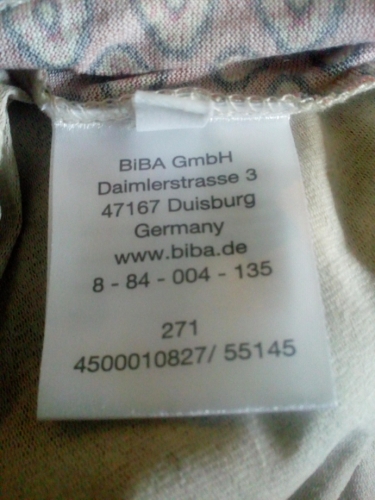 BiBA GmbH
Daimlerstrasse 3
47167 Duisburg
Germany
www.biba.de
8 - 84 - 004 - 135
271
4500010827/ 55145